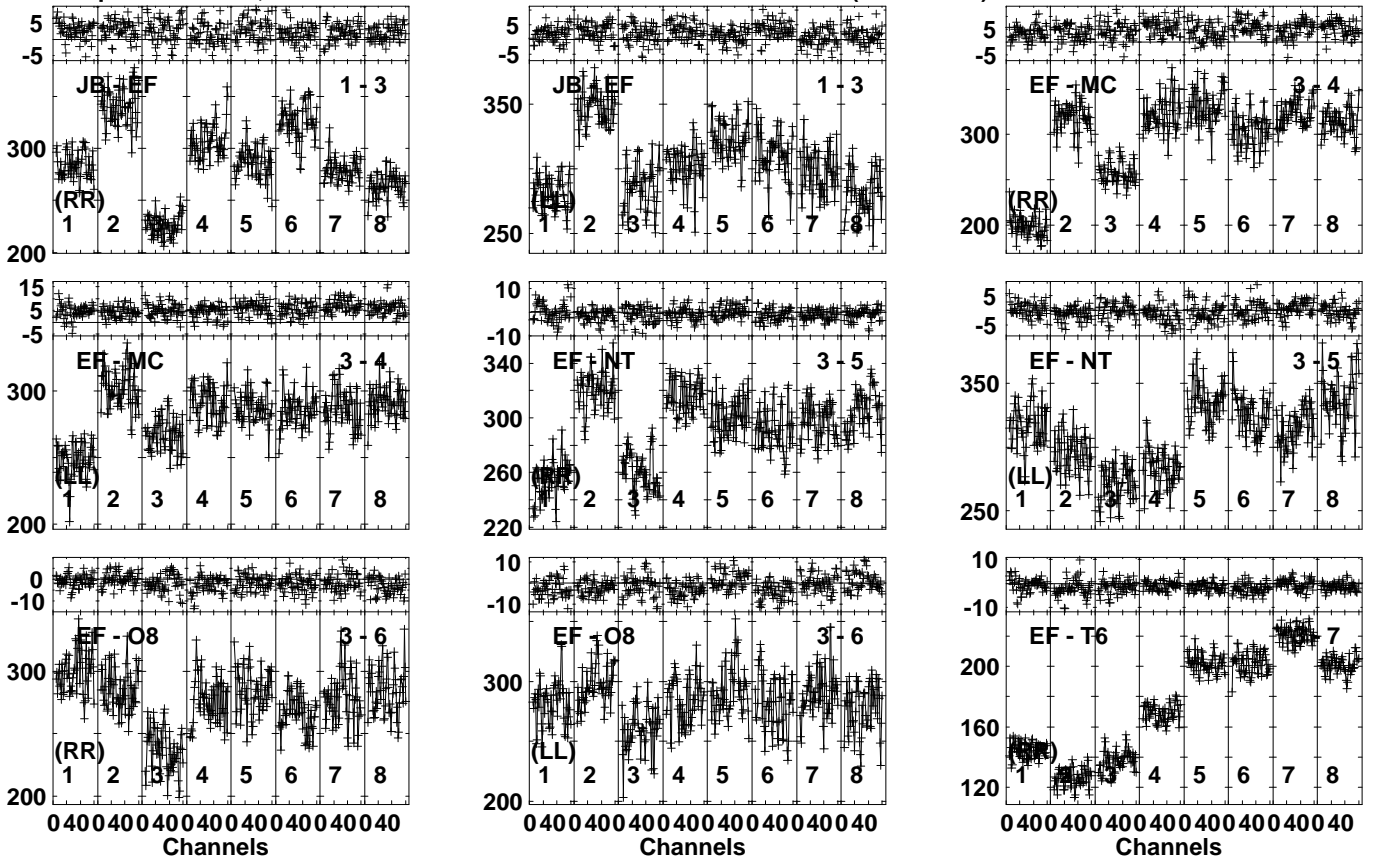 5 5 5
-5 -5 -5
JB - EF 1 - 3 JB - EF 1 - 3 EF - MC 3 - 4
350
300 300
(RR) (LL) (RR)
1 2 3 4 5 6 7 8 1 2 3 4 5 6 7 8 200 1 2 3 4 5 6 7 8
200 250
15 10 5
5
-5 -10 -5
EF - MC 3 - 4 340 EF - NT 3 - 5 EF - NT 3 - 5
300 300 350
260
(LL) (RR) (LL)
1 2 3 4 5 6 7 8 1 2 3 4 5 6 7 8 1 2 3 4 5 6 7 8
200 220 250
0 10 10
-10 -10 -10
EF - O8 3 - 6 EF - O8 3 - 6 EF - T6 - 7
300 300 200
160
(RR) (LL) (RR)
1 2 3 4 5 6 7 8 1 2 3 4 5 6 7 8 1 3 4 5 6 7 8
200 200 120
0 40 0 40 0 40 0 40 0 40 0 40 0 40 0 40 0 40 0 40 0 40 0 40 0 40 0 40 0 40 0 40 0 40 0 40 0 40 0 40 0 40 0 40 0 40 0 40
Channels Channels Channels